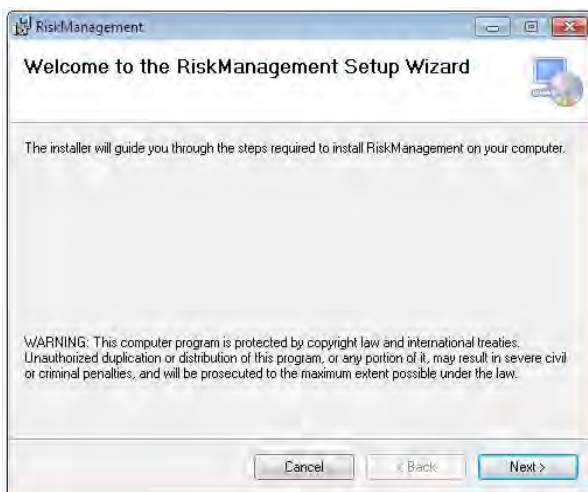 RiskManagement
Welcome to the RiskManagement Setup Wizard
The installer will guide you through the steps required to install RiskManagement on your computer.
WARNING: This computer program is protected by copyright law and international treaties.
Unauthorized duplication or distribution of this program, or any portion of it, may result in severe civil
or criminal penalties, and will be prosecuted to the maximum extent possible under the law.
Cancel < Back Next >